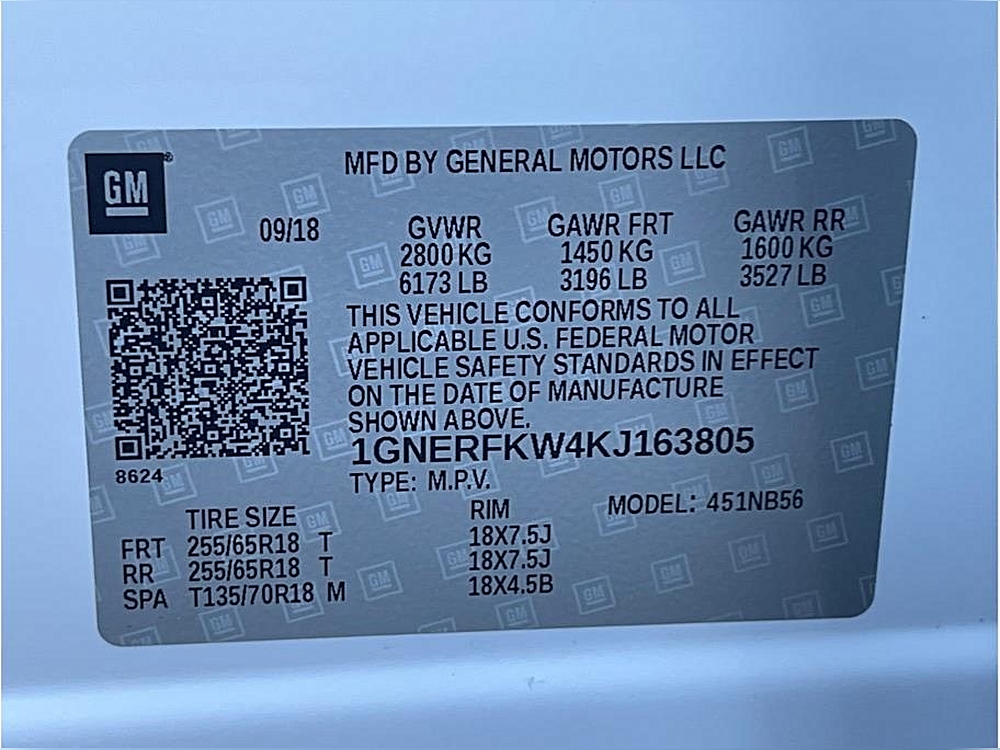 GM
MFD BY GENERAL MOTORS LLC
09/18 GVWR GAWR FRT GAWR RR
2800 KG 1450 KG 1600 KG
6173 LB 3196 LB 3527 LB
THIS VEHICLE CONFORMS TO ALL
APPLICABLE U.S. FEDERAL MOTOR
VEHICLE SAFETY STANDARDS IN EFFECT
ON THE DATE OF MANUFACTURE
SHOWN ABOVE.
1GNERFKW4KJ163805
8624
TYPE: M.P.V.
MODEL: 451NB56
TIRE SIZE RIM
FRT 255/65R18 T 18X7.5J
RR 255/65R18 T 18X7.5J
SPA T135/70R18 M 18X4.5B